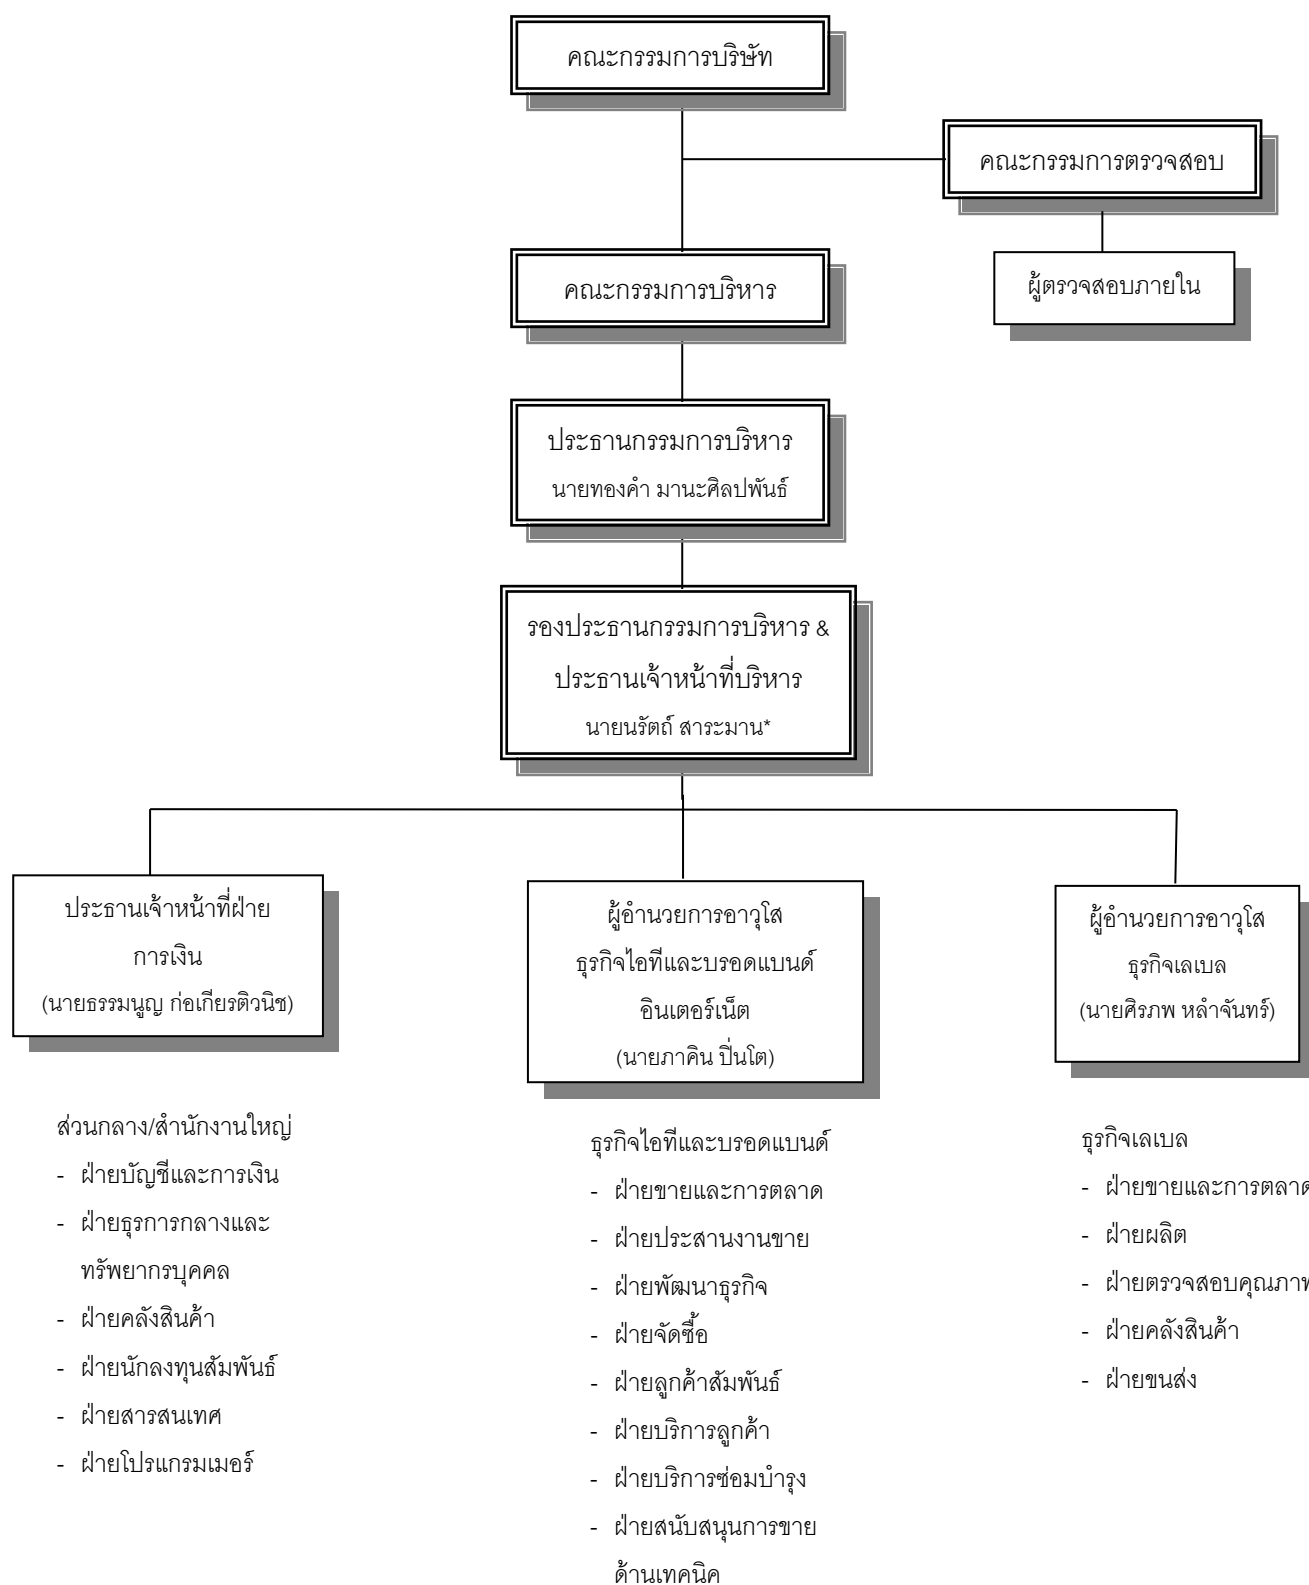 คณะกรรมการบริษัท
คณะกรรมการตรวจสอบ
คณะกรรมการบริหาร
ผู้ตรวจสอบภายใน
ประธานกรรมการบริหาร
นายทองคำ มานะศิลปพันธ์
รองประธานกรรมการบริหาร &
ประธานเจ้าหน้าที่บริหาร
นายนรัตถ์ สาระมาน*
ประธานเจ้าหน้าที่ฝ่าย
การเงิน
(นายธรรมนูญ ก่อเกียรติวนิช)
ผู้อำนวยการอาวุโส
ธุรกิจไอทีและบรอดแบนด์
อินเตอร์เน็ต
(นายภาคิน ปิ่นโต)
ผู้อำนวยการอาวุโส
ธุรกิจเลเบล
(นายศิรภพ หลำจันทร์)
ส่วนกลาง/สำนักงานใหญ่
- ฝ่ายบัญชีและการเงิน
- ฝ่ายธุรการกลางและ
ทรัพยากรบุคคล
- ฝ่ายคลังสินค้า
- ฝ่ายนักลงทุนสัมพันธ์
- ฝ่ายสารสนเทศ
- ฝ่ายโปรแกรมเมอร์
ธุรกิจไอทีและบรอดแบนด์
- ฝ่ายขายและการตลาด
- ฝ่ายประสานงานขาย
- ฝ่ายพัฒนาธุรกิจ
- ฝ่ายจัดซื้อ
- ฝ่ายลูกค้าสัมพันธ์
- ฝ่ายบริการลูกค้า
- ฝ่ายบริการซ่อมบำรุง
- ฝ่ายสนับสนุนการขาย
ด้านเทคนิค
ธุรกิจเลเบล
- ฝ่ายขายและการตลาด
- ฝ่ายผลิต
- ฝ่ายตรวจสอบคุณภาพ
- ฝ่ายคลังสินค้า
- ฝ่ายขนส่ง